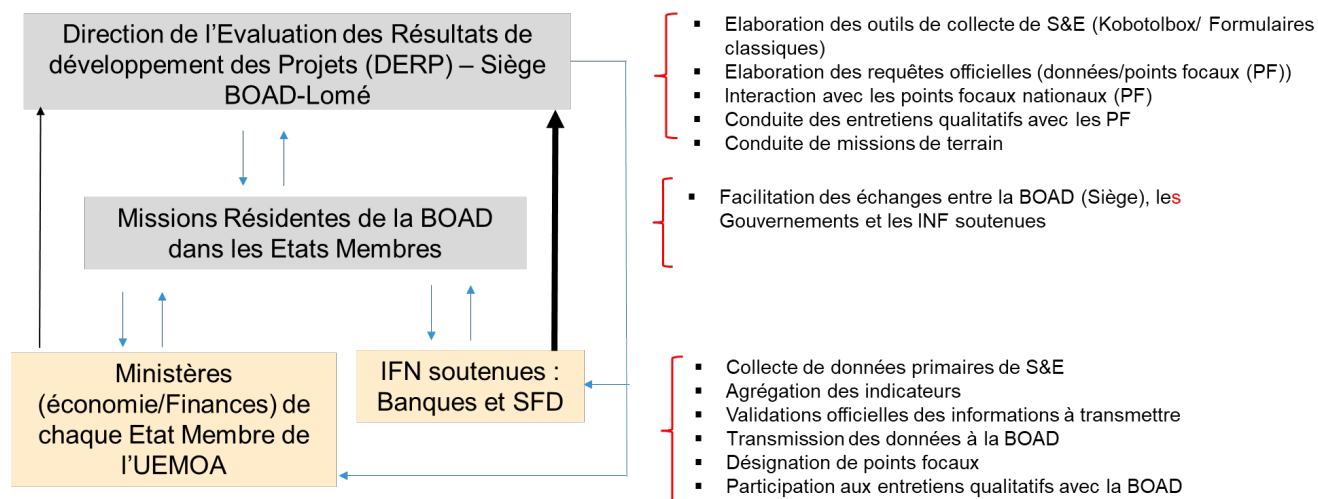 Direction de l’Evaluation des Résultats de
développement des Projets (DERP) – Siège
BOAD-Lomé
▪ Elaboration des outils de collecte de S&E (Kobotolbox/ Formulaires
classiques)
▪ Elaboration des requêtes officielles (données/points focaux (PF))
▪ Interaction avec les points focaux nationaux (PF)
▪ Conduite des entretiens qualitatifs avec les PF
▪ Conduite de missions de terrain
Missions Résidentes de la BOAD
dans les Etats Membres
▪ Facilitation des échanges entre la BOAD (Siège), les
Gouvernements et les INF soutenues
Ministères
(économie/Finances) de
chaque Etat Membre de
l’UEMOA
IFN soutenues :
Banques et SFD
▪ Collecte de données primaires de S&E
▪ Agrégation des indicateurs
▪ Validations officielles des informations à transmettre
▪ Transmission des données à la BOAD
▪ Désignation de points focaux
▪ Participation aux entretiens qualitatifs avec la BOAD